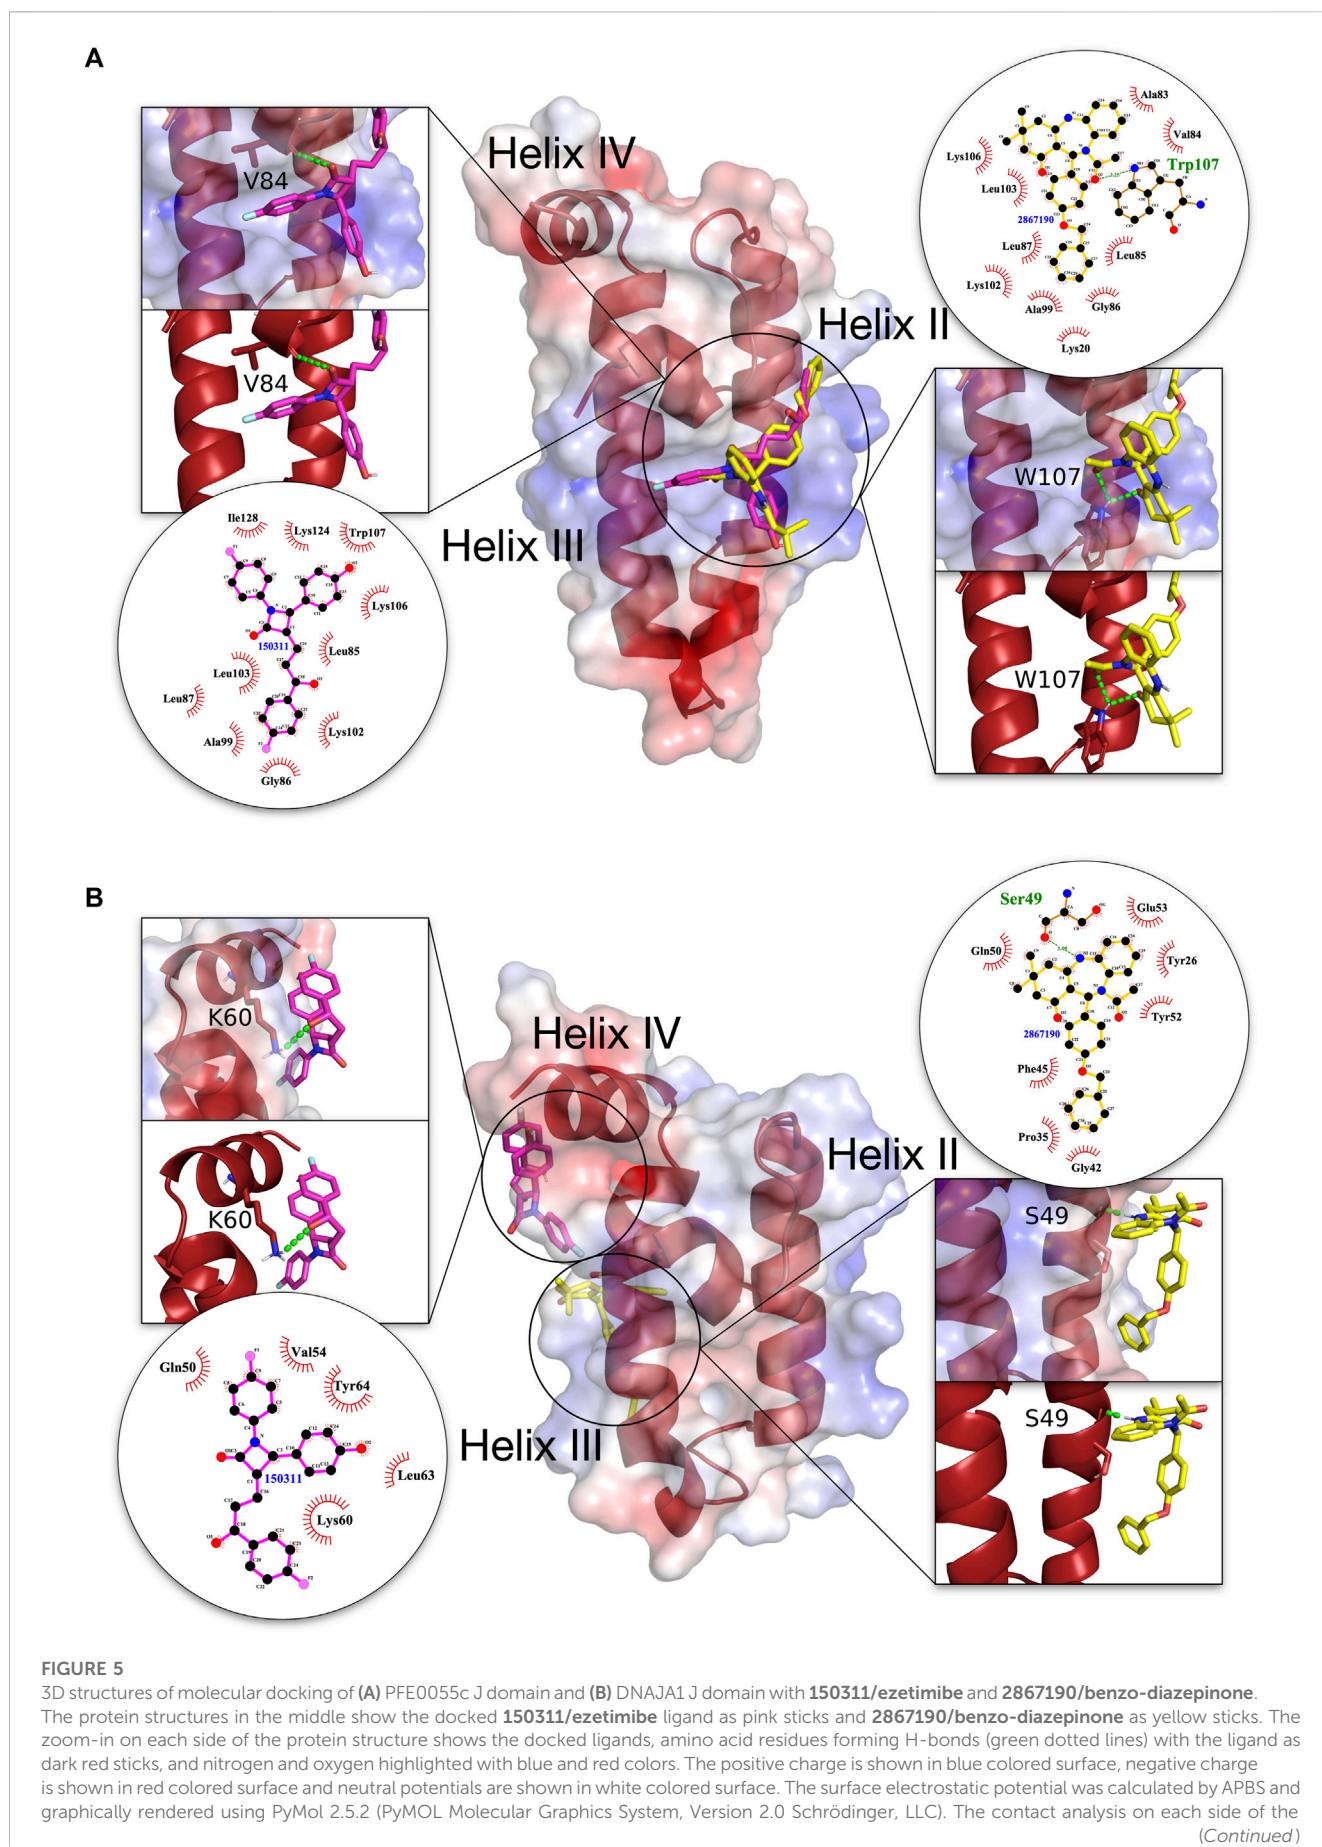 A
Helix IV
Helix II
Helix III
V84
V84
W107
W107
Ala83
Val84
Trp107
Lys106
Leu103
2867190
Leu87
Leu85
Lys102
Ala99
Gly86
Lys20
Ile128
Lys124
Trp107
Lys106
150311
Leu85
Leu103
Leu87
Ala99
Lys102
Gly86
B
Helix IV
Helix II
Helix III
K60
K60
S49
S49
Ser49
Glu53
Gln50
Tyr26
Tyr52
2867190
Phe45
Pro35
Gly42
Gln50
Val54
Tyr64
150311
Leu63
Lys60
FIGURE 5
3D structures of molecular docking of (A) PFE0055c J domain and (B) DNAJA1 J domain with 150311/ezetimibe and 2867190/benzo-diazepinone.
The protein structures in the middle show the docked 150311/ezetimibe ligand as pink sticks and 2867190/benzo-diazepinone as yellow sticks. The
zoom-in on each side of the protein structure shows the docked ligands, amino acid residues forming H-bonds (green dotted lines) with the ligand as
dark red sticks, and nitrogen and oxygen highlighted with blue and red colors. The positive charge is shown in blue colored surface, negative charge
is shown in red colored surface and neutral potentials are shown in white colored surface. The surface electrostatic potential was calculated by APBS and
graphically rendered using PyMol 2.5.2 (PyMOL Molecular Graphics System, Version 2.0 Schrödinger, LLC). The contact analysis on each side of the
(Continued)